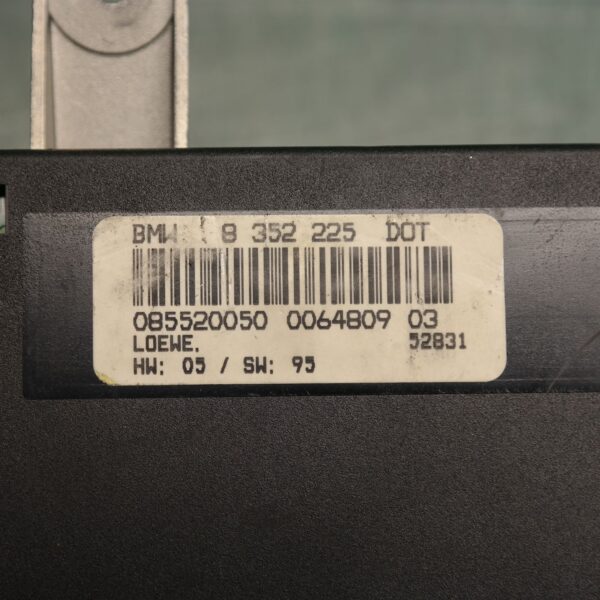 BMW 8 352 225 DOT
085520050 0064809 03
LOEWE. 52831
HW: 05 / SW: 95